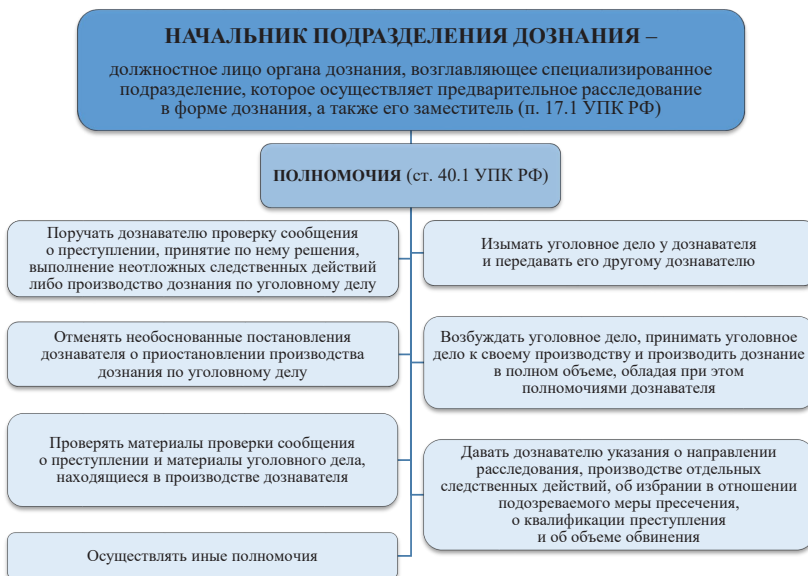 НАЧАЛЬНИК ПОДРАЗДЕЛЕНИЯ ДОЗНАНИЯ –
должностное лицо органа дознания, возглавляющее специализированное
подразделение, которое осуществляет предварительное расследование
в форме дознания, а также его заместитель (п. 17.1 УПК РФ)
ПОЛНОМОЧИЯ (ст. 40.1 УПК РФ)
Поручать дознавателю проверку сообщения
о преступлении, принятие по нему решения,
выполнение неотложных следственных действий
либо производство дознания по уголовному делу
Изымать уголовное дело у дознавателя
и передавать его другому дознавателю
Отменять необоснованные постановления
дознавателя о приостановлении производства
дознания по уголовному делу
Возбуждать уголовное дело, принимать уголовное
дело к своему производству и производить дознание
в полном объеме, обладая при этом
полномочиями дознавателя
Проверять материалы проверки сообщения
о преступлении и материалы уголовного дела,
находящиеся в производстве дознавателя
Давать дознавателю указания о направлении
расследования, производстве отдельных
следственных действий, об избрании в отношении
подозреваемого меры пресечения,
о квалификации преступления
и об объеме обвинения
Осуществлять иные полномочия